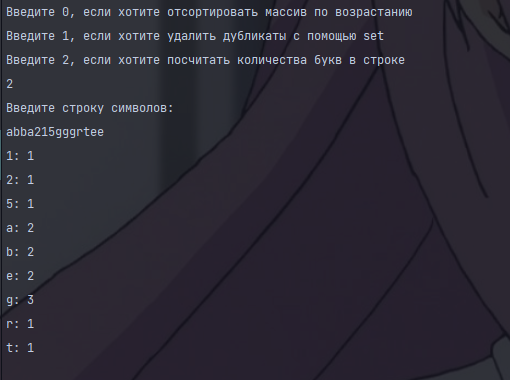 Введите 0, если хотите отсортировать массив по возрастанию
Введите 1, если хотите удалить дубликаты с помощью set
Введите 2, если хотите посчитать количества букв в строке
2
Введите строку символов:
abba215gggrtee
1: 1
2: 1
5: 1
a: 2
b: 2
e: 2
g: 3
r: 1
t: 1